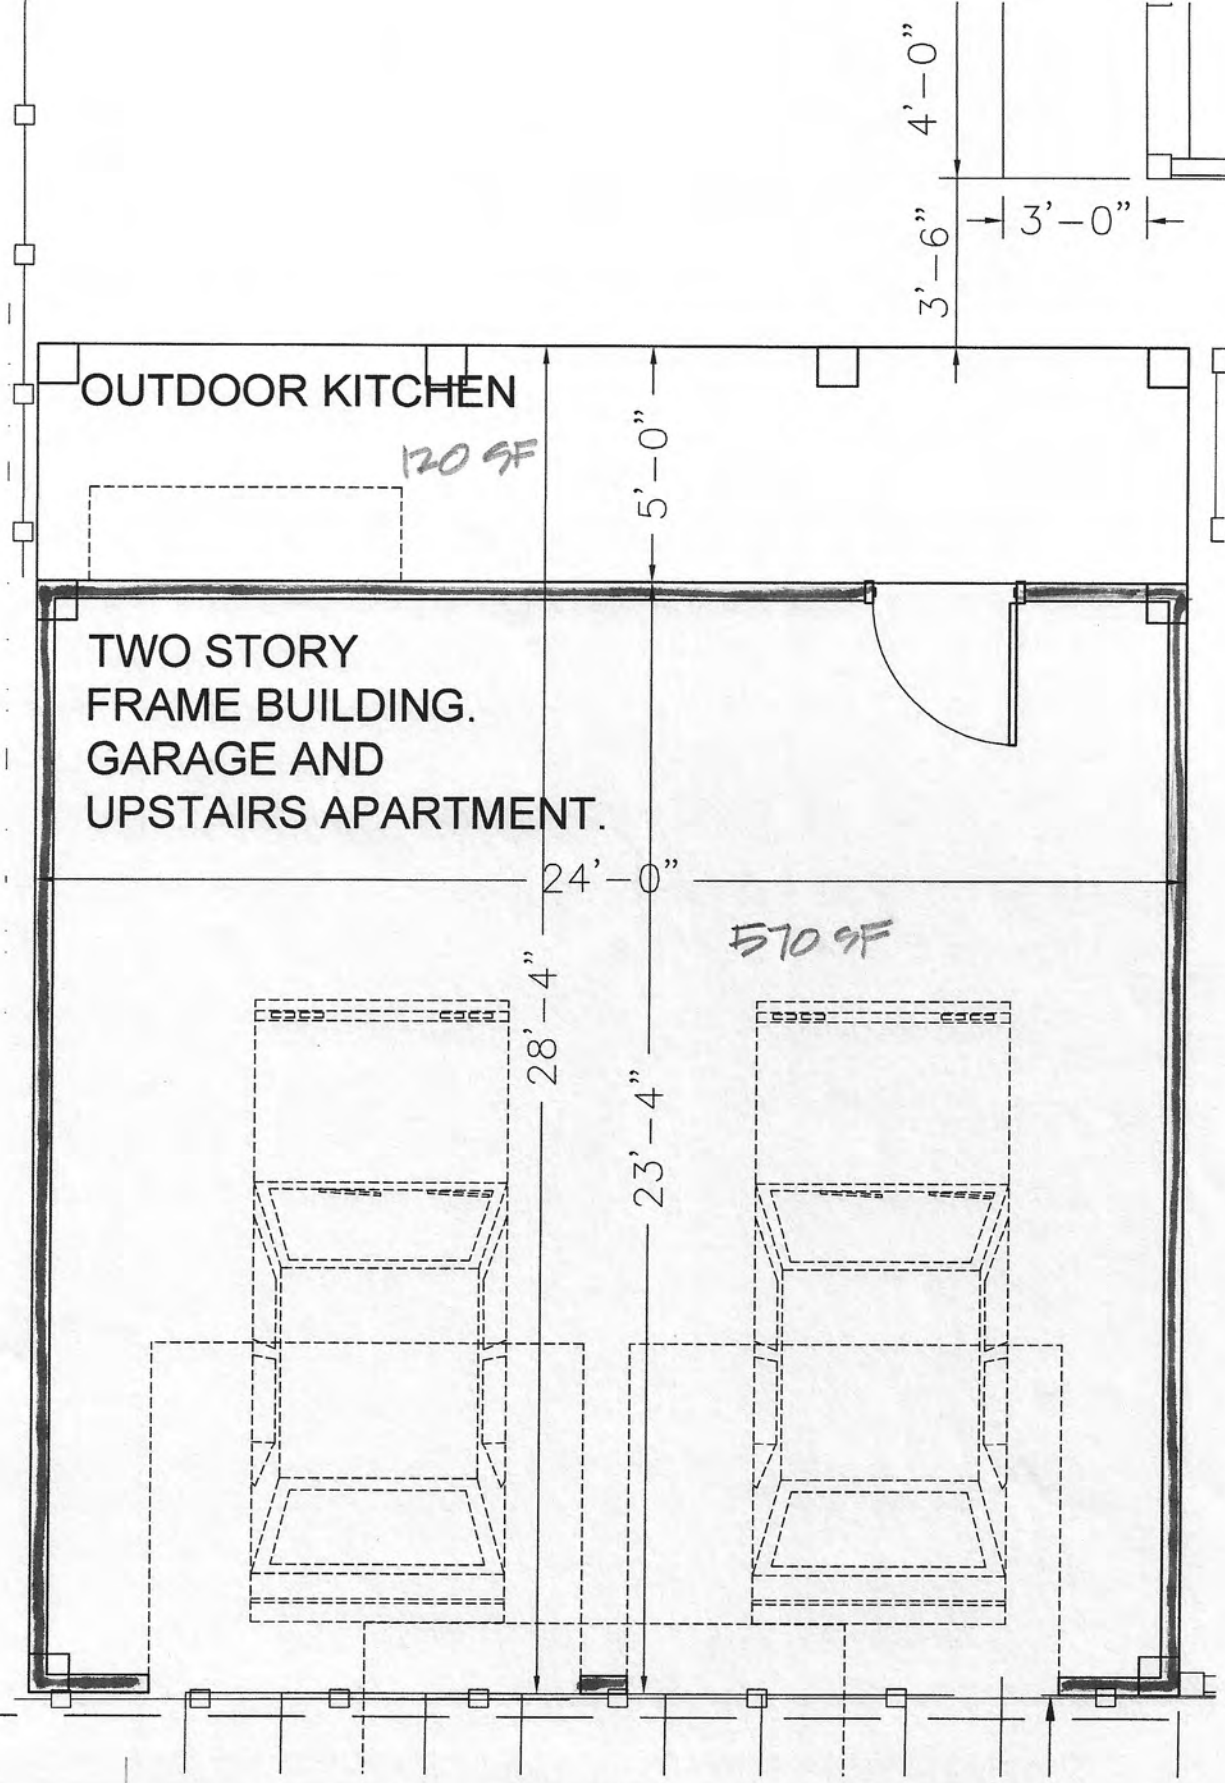 4'-0"
3'-6"
3'-0"
OUTDOOR KITCHEN
120 SF
5'-0"
TWO STORY
FRAME BUILDING.
GARAGE AND
UPSTAIRS APARTMENT.
24'-0"
570 SF
28'-4"
23'-4"